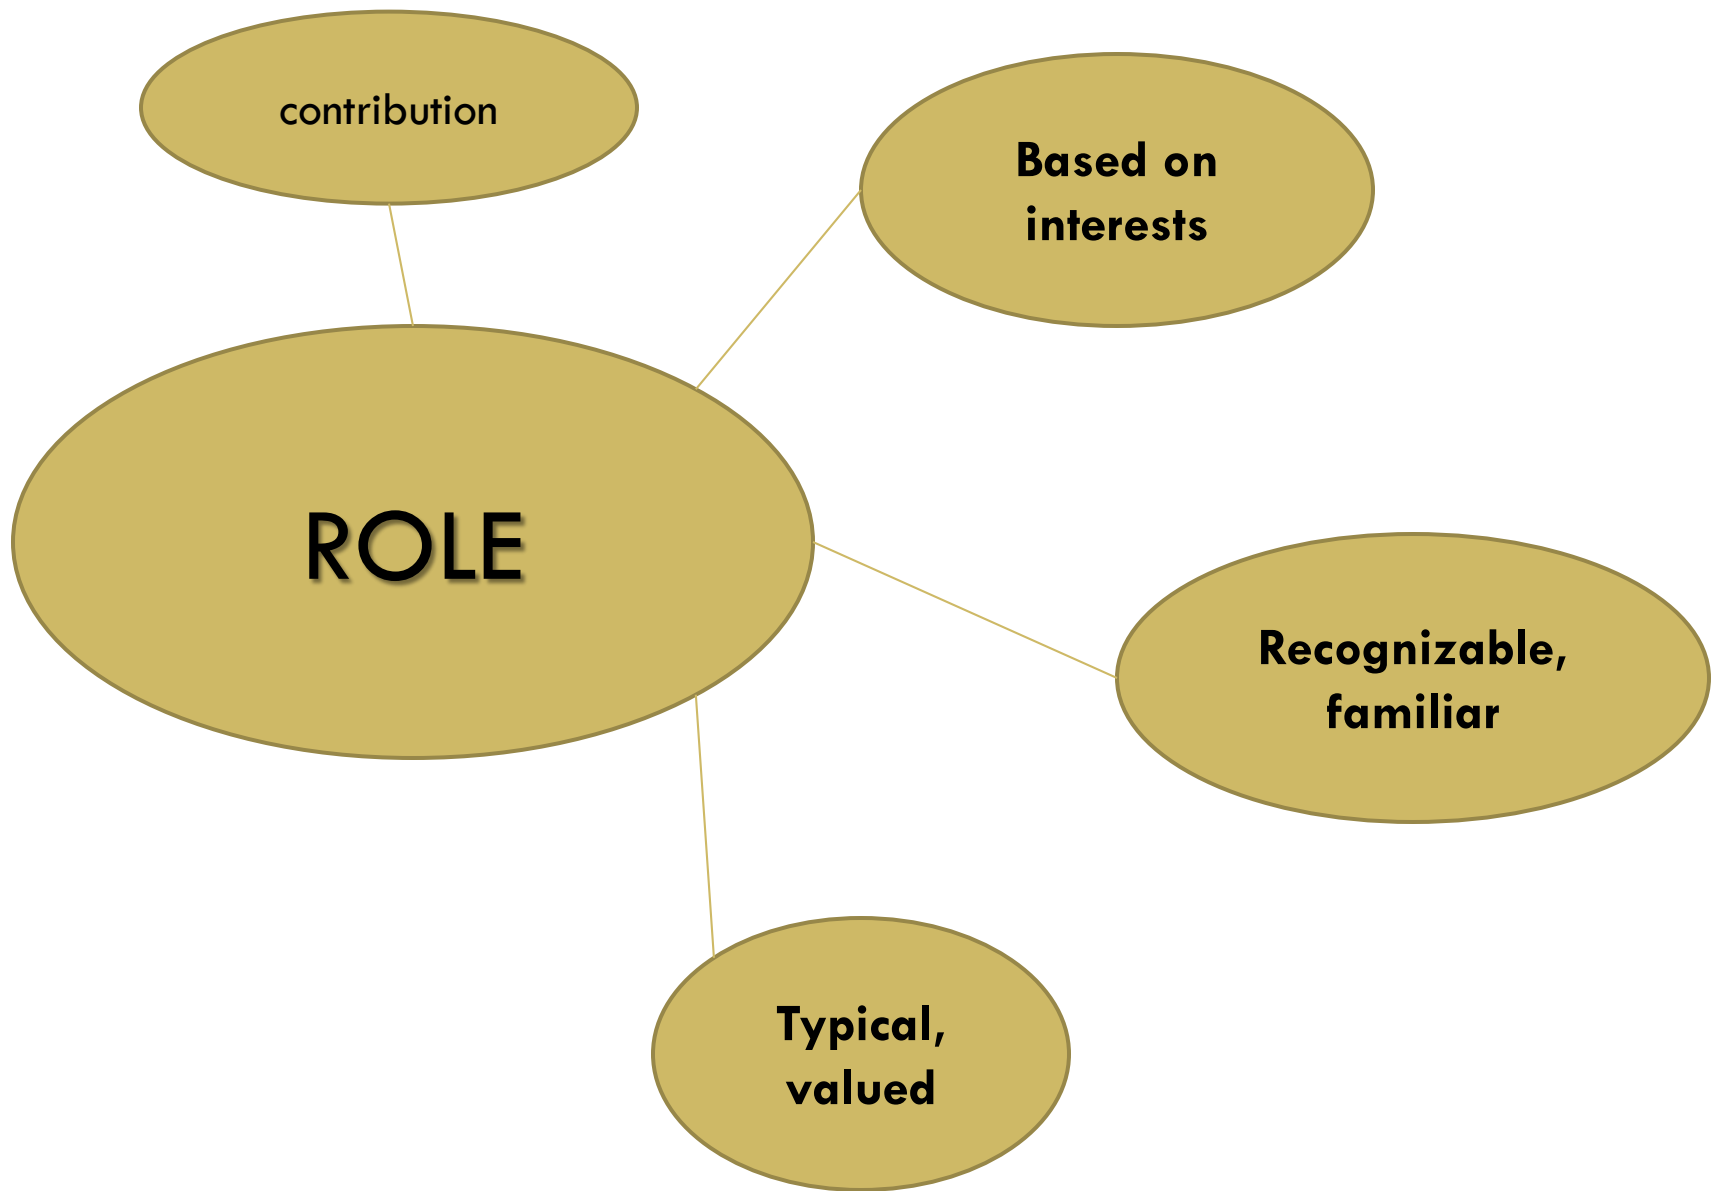 contribution
Based on
interests
ROLE
Recognizable,
familiar
Typical,
valued